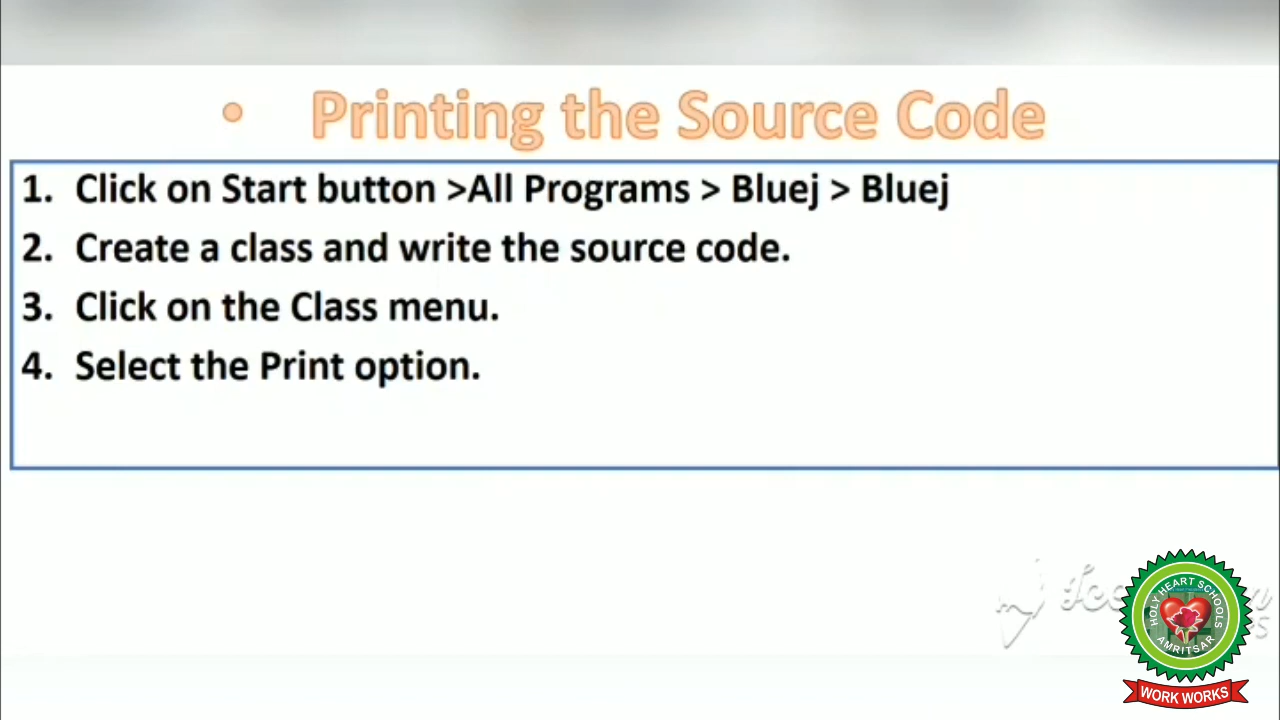 • Printing the Source Code
1. Click on Start button >All Programs > Bluej > Bluej
2. Create a class and write the source code.
3. Click on the Class menu.
4. Select the Print option.
HOLY HEART SCHOOLS
AMRITSAR
WORK WORKS